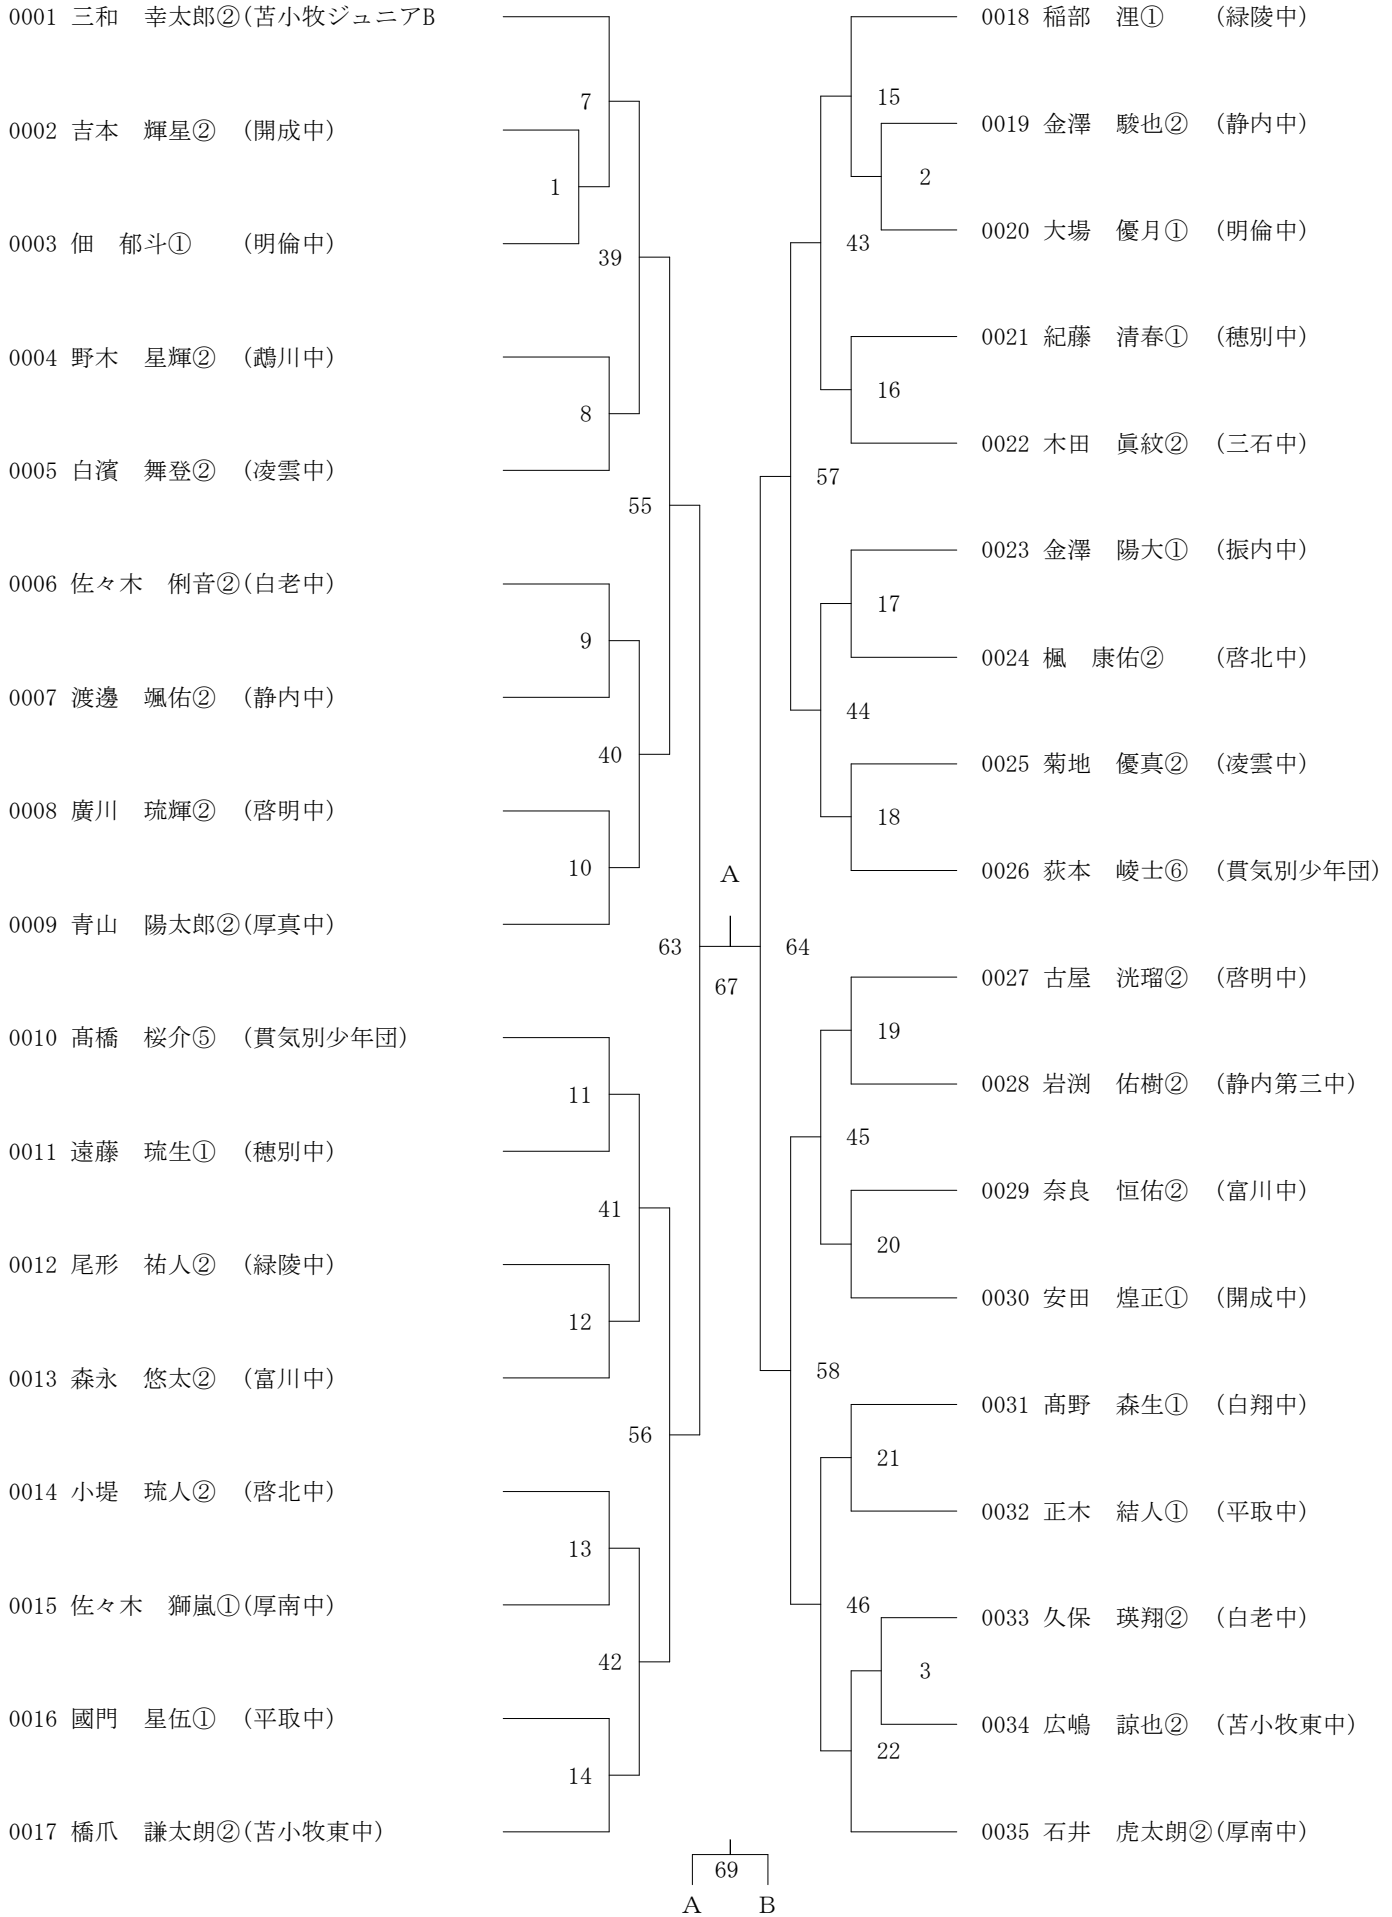 0001 三和　幸太郎②(苫小牧ジュニアB
0002 吉本　輝星②　(開成中)
0003 佃　郁斗①　　(明倫中)
0004 野木　星輝②　(鵡川中)
0005 白濱　舞登②　(凌雲中)
0006 佐々木　俐音②(白老中)
0007 渡邊　颯佑②　(静内中)
0008 廣川　琉輝②　(啓明中)
0009 青山　陽太郎②(厚真中)
0010 髙橋　桜介⑤　(貫気別少年団)
0011 遠藤　琉生①　(穂別中)
0012 尾形　祐人②　(緑陵中)
0013 森永　悠太②　(富川中)
0014 小堤　琉人②　(啓北中)
0015 佐々木　獅嵐①(厚南中)
0016 國門　星伍①　(平取中)
0017 橋爪　謙太朗②(苫小牧東中)
7
1
39
8
55
9
40
10
63
11
41
12
56
13
42
14
A
67
64
69
A
B
15
2
43
16
57
17
44
18
19
45
20
58
21
46
3
22
0018 稲部　浬①　　(緑陵中)
0019 金澤　駿也②　(静内中)
0020 大場　優月①　(明倫中)
0021 紀藤　清春①　(穂別中)
0022 木田　眞紋②　(三石中)
0023 金澤　陽大①　(振内中)
0024 楓　康佑②　　(啓北中)
0025 菊地　優真②　(凌雲中)
0026 荻本　崚士⑥　(貫気別少年団)
0027 古屋　洸瑠②　(啓明中)
0028 岩渕　佑樹②　(静内第三中)
0029 奈良　恒佑②　(富川中)
0030 安田　煌正①　(開成中)
0031 髙野　森生①　(白翔中)
0032 正木　結人①　(平取中)
0033 久保　瑛翔②　(白老中)
0034 広嶋　諒也②　(苫小牧東中)
0035 石井　虎太朗②(厚南中)